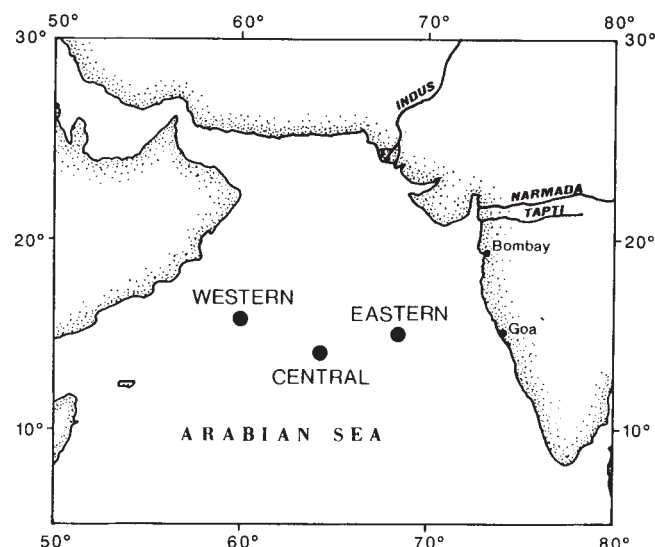 50° 60° 70° 80°
30° 30°
INDUS
NARMADA
TAPTI
20° 20°
Bombay
WESTERN
EASTERN
Goa
CENTRAL
10° ARABIAN SEA 10°
50° 60° 70° 80°